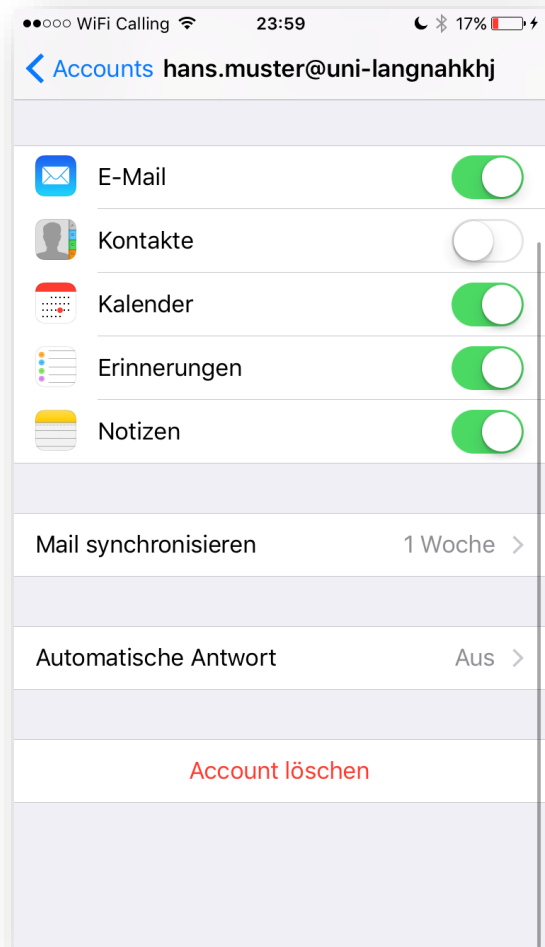 WiFi Calling 23:59 17%
Accounts hans.muster@uni-langnahkhj
E-Mail
Kontakte
Kalender
Erinnerungen
Notizen
Mail synchronisieren 1 Woche
Automatische Antwort Aus
Account löschen